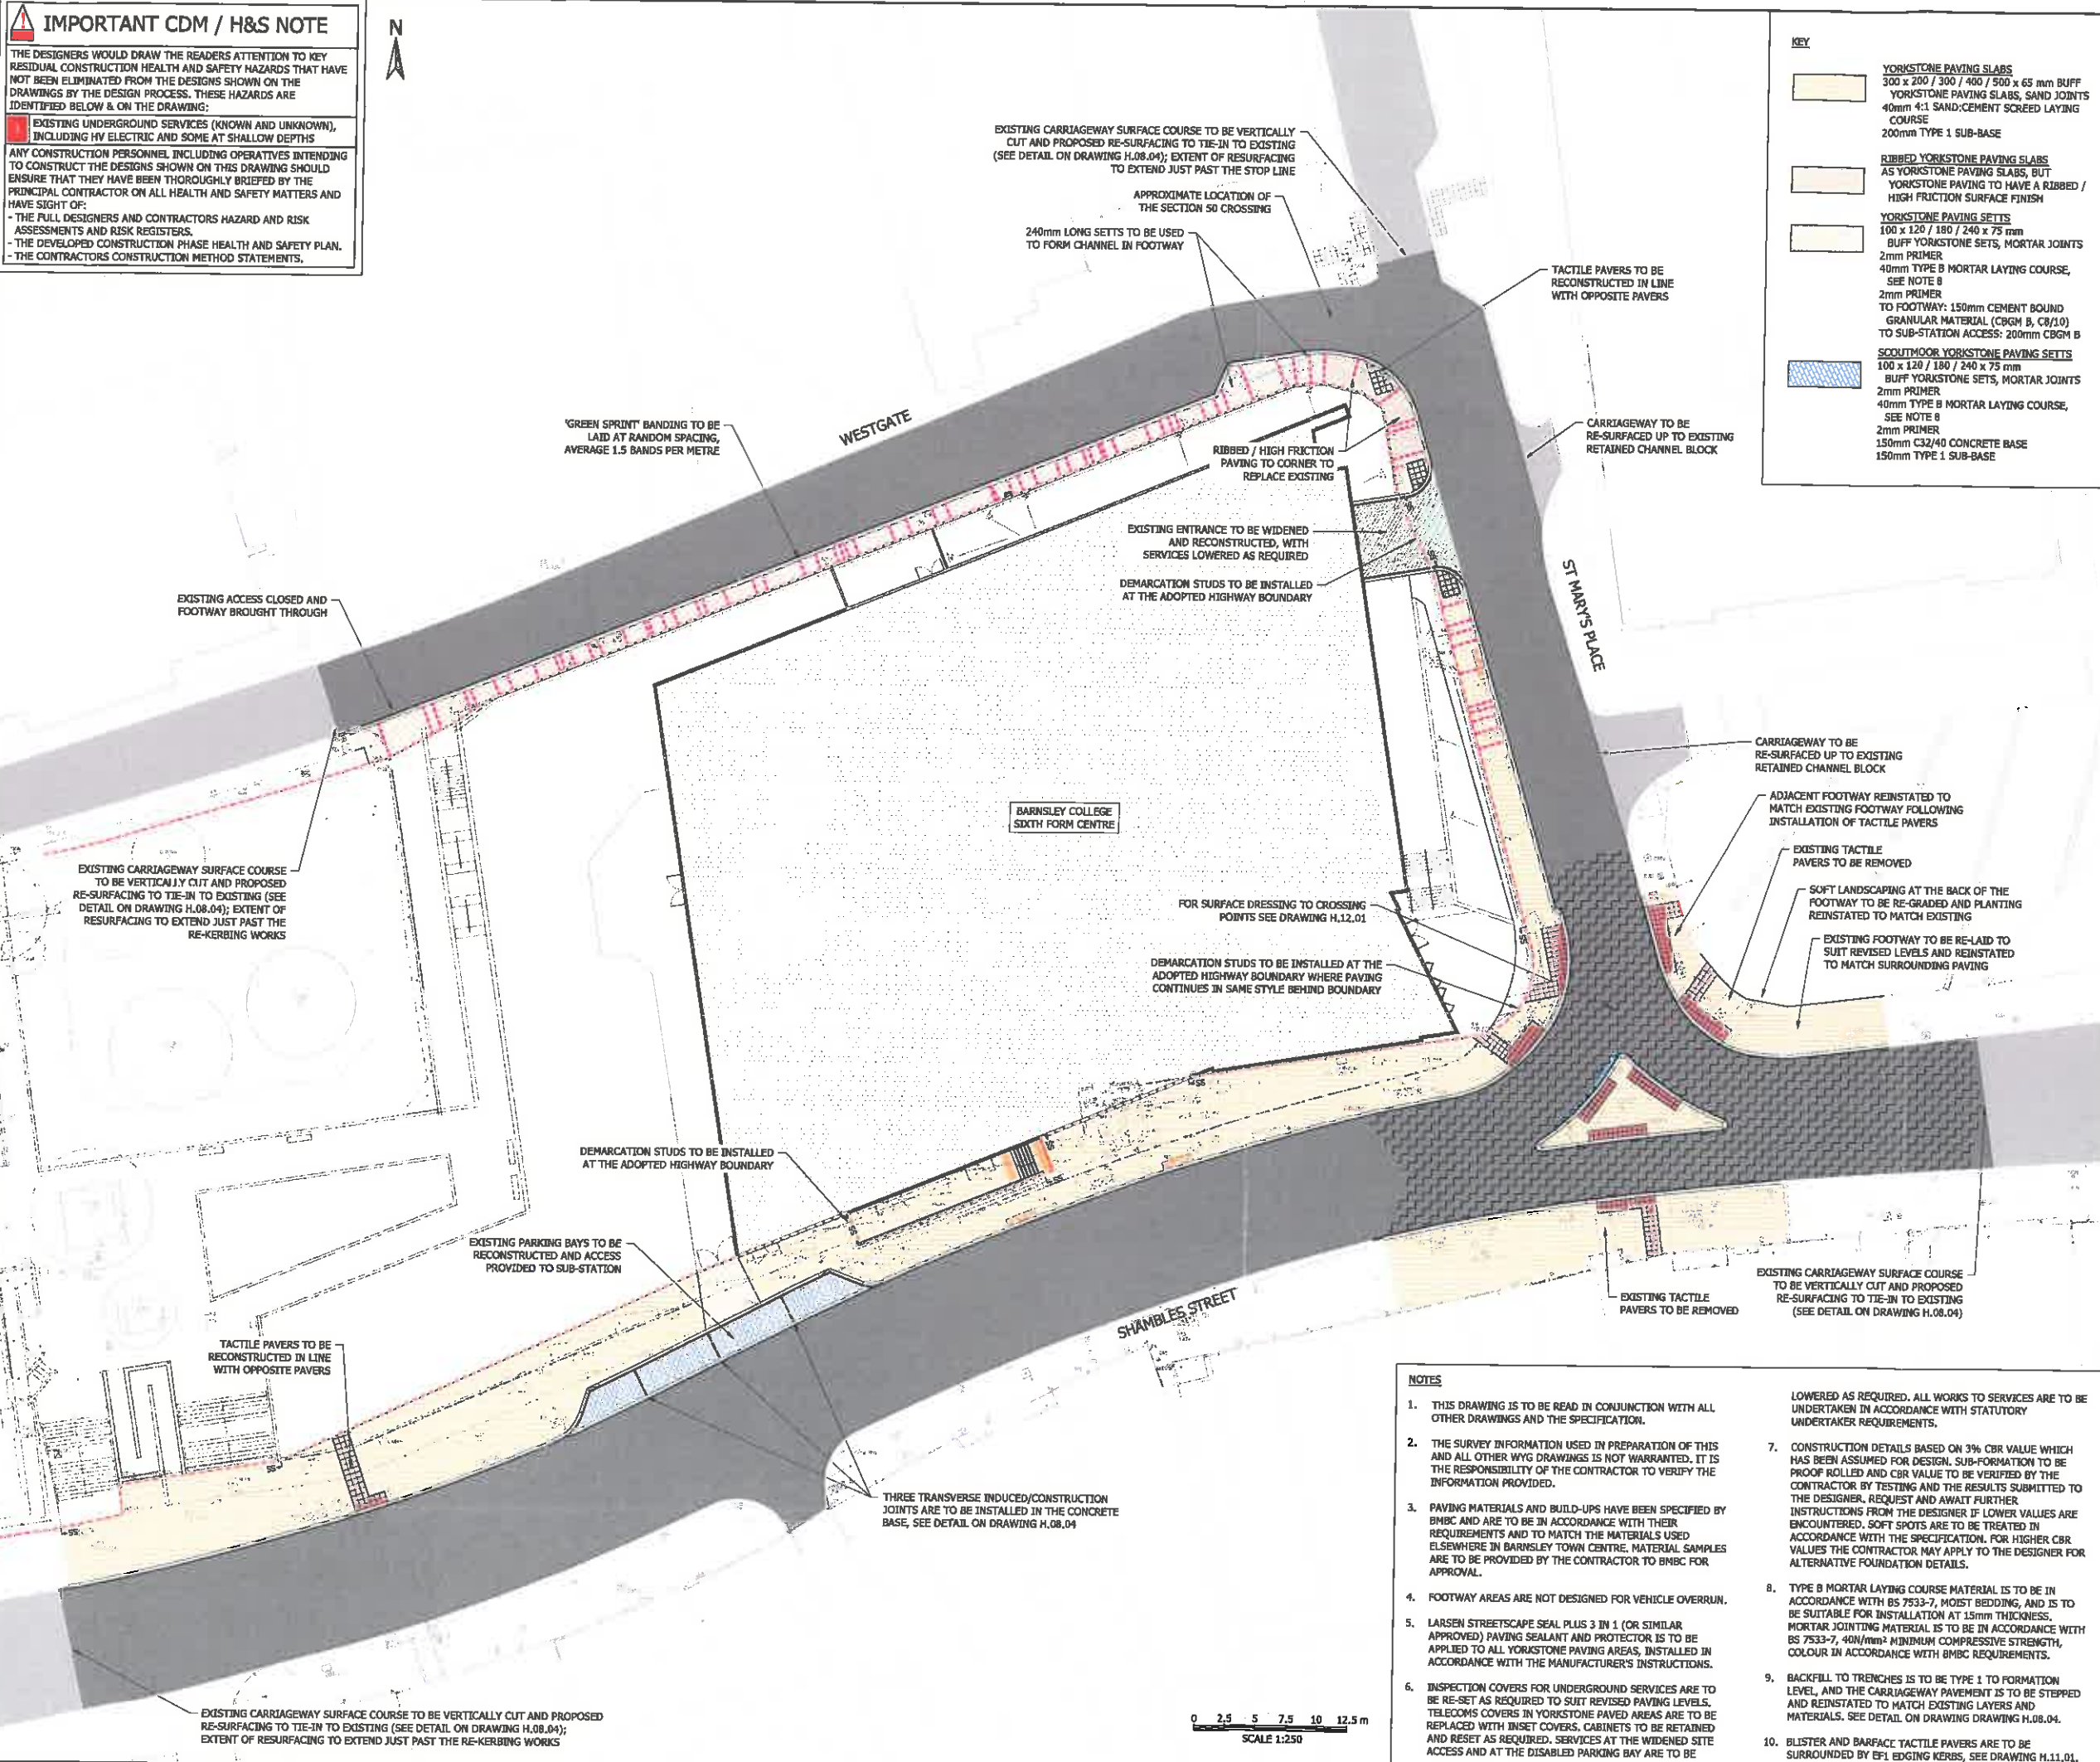 IMPORTANT CDM / H&S NOTE
THE DESIGNERS WOULD DRAW THE READERS ATTENTION TO KEY
RESIDUAL CONSTRUCTION HEALTH AND SAFETY HAZARDS THAT HAVE
NOT BEEN ELIMINATED FROM THE DESIGNS SHOWN ON THE
DRAWINGS BY THE DESIGN PROCESS. THESE HAZARDS ARE
IDENTIFIED BELOW & ON THE DRAWING:
EXISTING UNDERGROUND SERVICES (KNOWN AND UNKNOWN),
INCLUDING HV ELECTRIC AND SOME AT SHALLOW DEPTHS
ANY CONSTRUCTION PERSONNEL INCLUDING OPERATIVES INTENDING
TO CONSTRUCT THE DESIGNS SHOWN ON THIS DRAWING SHOULD
ENSURE THAT THEY HAVE BEEN THOROUGHLY BRIEFED BY THE
PRINCIPAL CONTRACTOR ON ALL HEALTH AND SAFETY MATTERS AND
HAVE SIGHT OF:
- THE FULL DESIGNERS AND CONTRACTORS HAZARD AND RISK
ASSESSMENTS AND RISK REGISTERS.
- THE DEVELOPED CONSTRUCTION PHASE HEALTH AND SAFETY PLAN.
- THE CONTRACTORS CONSTRUCTION METHOD STATEMENTS.
N
KEY
YORKSTONE PAVING SLABS
300 x 200 / 300 / 400 / 500 x 65 mm BUFF
YORKSTONE PAVING SLABS, SAND JOINTS
40mm 4:1 SAND:CEMENT SCREED LAYING
COURSE
200mm TYPE 1 SUB-BASE
RIBBED YORKSTONE PAVING SLABS
AS YORKSTONE PAVING SLABS, BUT
YORKSTONE PAVING TO HAVE A RIBBED /
HIGH FRICTION SURFACE FINISH
YORKSTONE PAVING SETTS
100 x 120 / 180 / 240 x 75 mm
BUFF YORKSTONE SETS, MORTAR JOINTS
2mm PRIMER
40mm TYPE B MORTAR LAYING COURSE,
SEE NOTE 8
2mm PRIMER
TO FOOTWAY: 150mm CEMENT BOUND
GRANULAR MATERIAL (CBGM B, C8/10)
TO SUB-STATION ACCESS: 200mm CBGM B
SCOUTMOOR YORKSTONE PAVING SETTS
100 x 120 / 180 / 240 x 75 mm
BUFF YORKSTONE SETS, MORTAR JOINTS
2mm PRIMER
40mm TYPE B MORTAR LAYING COURSE,
SEE NOTE 8
2mm PRIMER
150mm C32/40 CONCRETE BASE
150mm TYPE 1 SUB-BASE
EXISTING CARRIAGEWAY SURFACE COURSE TO BE VERTICALLY
CUT AND PROPOSED RE-SURFACING TO TIE-IN TO EXISTING
(SEE DETAIL ON DRAWING H.08.04); EXTENT OF RESURFACING
TO EXTEND JUST PAST THE STOP LINE
APPROXIMATE LOCATION OF
THE SECTION 50 CROSSING
240mm LONG SETTS TO BE USED
TO FORM CHANNEL IN FOOTWAY
TACTILE PAVERS TO BE
RECONSTRUCTED IN LINE
WITH OPPOSITE PAVERS
'GREEN SPRINT' BANDING TO BE
LAID AT RANDOM SPACING,
AVERAGE 1.5 BANDS PER METRE
WESTGATE
CARRIAGEWAY TO BE
RE-SURFACED UP TO EXISTING
RETAINED CHANNEL BLOCK
RIBBED / HIGH FRICTION
PAVING TO CORNER TO
REPLACE EXISTING
EXISTING ENTRANCE TO BE WIDENED
AND RECONSTRUCTED, WITH
SERVICES LOWERED AS REQUIRED
DEMARCATION STUDS TO BE INSTALLED
AT THE ADOPTED HIGHWAY BOUNDARY
ST MARY'S PLACE
EXISTING ACCESS CLOSED AND
FOOTWAY BROUGHT THROUGH
CARRIAGEWAY TO BE
RE-SURFACED UP TO EXISTING
RETAINED CHANNEL BLOCK
BARNSLEY COLLEGE
SIXTH FORM CENTRE
ADJACENT FOOTWAY REINSTATED TO
MATCH EXISTING FOOTWAY FOLLOWING
INSTALLATION OF TACTILE PAVERS
EXISTING TACTILE
PAVERS TO BE REMOVED
SOFT LANDSCAPING AT THE BACK OF THE
FOOTWAY TO BE RE-GRADED AND PLANTING
REINSTATED TO MATCH EXISTING
EXISTING FOOTWAY TO BE RE-LAID TO
SUIT REVISED LEVELS AND REINSTATED
TO MATCH SURROUNDING PAVING
EXISTING CARRIAGEWAY SURFACE COURSE
TO BE VERTICALLY CUT AND PROPOSED
RE-SURFACING TO TIE-IN TO EXISTING (SEE
DETAIL ON DRAWING H.08.04); EXTENT OF
RESURFACING TO EXTEND JUST PAST THE
RE-KERBING WORKS
FOR SURFACE DRESSING TO CROSSING
POINTS SEE DRAWING H.12.01
DEMARCATION STUDS TO BE INSTALLED AT THE
ADOPTED HIGHWAY BOUNDARY WHERE PAVING
CONTINUES IN SAME STYLE BEHIND BOUNDARY
DEMARCATION STUDS TO BE INSTALLED
AT THE ADOPTED HIGHWAY BOUNDARY
EXISTING PARKING BAYS TO BE
RECONSTRUCTED AND ACCESS
PROVIDED TO SUB-STATION
SHAMBLES STREET
EXISTING TACTILE
PAVERS TO BE REMOVED
EXISTING CARRIAGEWAY SURFACE COURSE
TO BE VERTICALLY CUT AND PROPOSED
RE-SURFACING TO TIE-IN TO EXISTING
(SEE DETAIL ON DRAWING H.08.04)
TACTILE PAVERS TO BE
RECONSTRUCTED IN LINE
WITH OPPOSITE PAVERS
THREE TRANSVERSE INDUCED/CONSTRUCTION
JOINTS ARE TO BE INSTALLED IN THE CONCRETE
BASE, SEE DETAIL ON DRAWING H.08.04
EXISTING CARRIAGEWAY SURFACE COURSE TO BE VERTICALLY CUT AND PROPOSED
RE-SURFACING TO TIE-IN TO EXISTING (SEE DETAIL ON DRAWING H.08.04);
EXTENT OF RESURFACING TO EXTEND JUST PAST THE RE-KERBING WORKS
0 2.5 5 7.5 10 12.5 m
SCALE 1:250
NOTES
1. THIS DRAWING IS TO BE READ IN CONJUNCTION WITH ALL
OTHER DRAWINGS AND THE SPECIFICATION.
2. THE SURVEY INFORMATION USED IN PREPARATION OF THIS
AND ALL OTHER WYG DRAWINGS IS NOT WARRANTED. IT IS
THE RESPONSIBILITY OF THE CONTRACTOR TO VERIFY THE
INFORMATION PROVIDED.
3. PAVING MATERIALS AND BUILD-UPS HAVE BEEN SPECIFIED BY
BMBC AND ARE TO BE IN ACCORDANCE WITH THEIR
REQUIREMENTS AND TO MATCH THE MATERIALS USED
ELSEWHERE IN BARNSLEY TOWN CENTRE. MATERIAL SAMPLES
ARE TO BE PROVIDED BY THE CONTRACTOR TO BMBC FOR
APPROVAL.
4. FOOTWAY AREAS ARE NOT DESIGNED FOR VEHICLE OVERRUN.
5. LARSEN STREETSCAPE SEAL PLUS 3 IN 1 (OR SIMILAR
APPROVED) PAVING SEALANT AND PROTECTOR IS TO BE
APPLIED TO ALL YORKSTONE PAVING AREAS, INSTALLED IN
ACCORDANCE WITH THE MANUFACTURER'S INSTRUCTIONS.
6. INSPECTION COVERS FOR UNDERGROUND SERVICES ARE TO
BE RE-SET AS REQUIRED TO SUIT REVISED PAVING LEVELS.
TELECOMS COVERS IN YORKSTONE PAVED AREAS ARE TO BE
REPLACED WITH INSET COVERS. CABINETS TO BE RETAINED
AND RESET AS REQUIRED. SERVICES AT THE WIDENED SITE
ACCESS AND AT THE DISABLED PARKING BAY ARE TO BE
LOWERED AS REQUIRED. ALL WORKS TO SERVICES ARE TO BE
UNDERTAKEN IN ACCORDANCE WITH STATUTORY
UNDERTAKER REQUIREMENTS.
7. CONSTRUCTION DETAILS BASED ON 3% CBR VALUE WHICH
HAS BEEN ASSUMED FOR DESIGN. SUB-FORMATION TO BE
PROOF ROLLED AND CBR VALUE TO BE VERIFIED BY THE
CONTRACTOR BY TESTING AND THE RESULTS SUBMITTED TO
THE DESIGNER. REQUEST AND AWAIT FURTHER
INSTRUCTIONS FROM THE DESIGNER IF LOWER VALUES ARE
ENCOUNTERED. SOFT SPOTS ARE TO BE TREATED IN
ACCORDANCE WITH THE SPECIFICATION. FOR HIGHER CBR
VALUES THE CONTRACTOR MAY APPLY TO THE DESIGNER FOR
ALTERNATIVE FOUNDATION DETAILS.
8. TYPE B MORTAR LAYING COURSE MATERIAL IS TO BE IN
ACCORDANCE WITH BS 7533-7, MOIST BEDDING, AND IS TO
BE SUITABLE FOR INSTALLATION AT 15mm THICKNESS.
MORTAR JOINTING MATERIAL IS TO BE IN ACCORDANCE WITH
BS 7533-7, 40N/mm² MINIMUM COMPRESSIVE STRENGTH,
COLOUR IN ACCORDANCE WITH BMBC REQUIREMENTS.
9. BACKFILL TO TRENCHES IS TO BE TYPE 1 TO FORMATION
LEVEL, AND THE CARRIAGEWAY PAVEMENT IS TO BE STEPPED
AND REINSTATED TO MATCH EXISTING LAYERS AND
MATERIALS. SEE DETAIL ON DRAWING DRAWING H.08.04.
10. BLISTER AND BARFACE TACTILE PAVERS ARE TO BE
SURROUNDED BY EF1 EDGING KERBS, SEE DRAWING H.11.01.